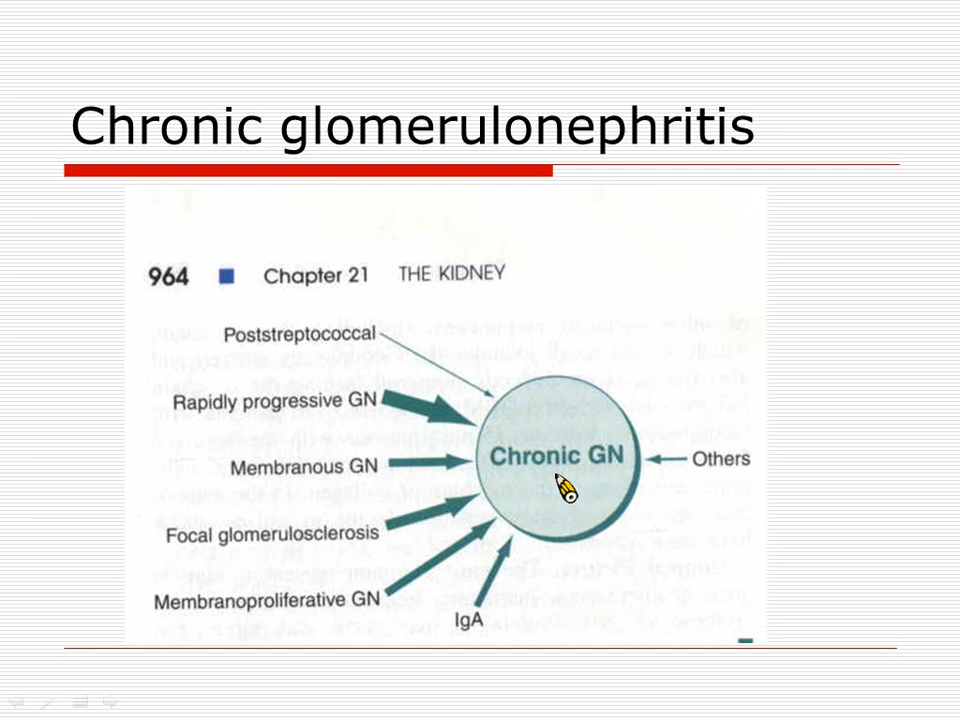 Chronic glomerulonephritis
964 Chapter 21 THE KIDNEY
Poststreptococcal
Rapidly progressive GN
Membranous GN
Focal glomerulosclerosis
Membranoproliferative GN
IgA
Chronic GN
Others